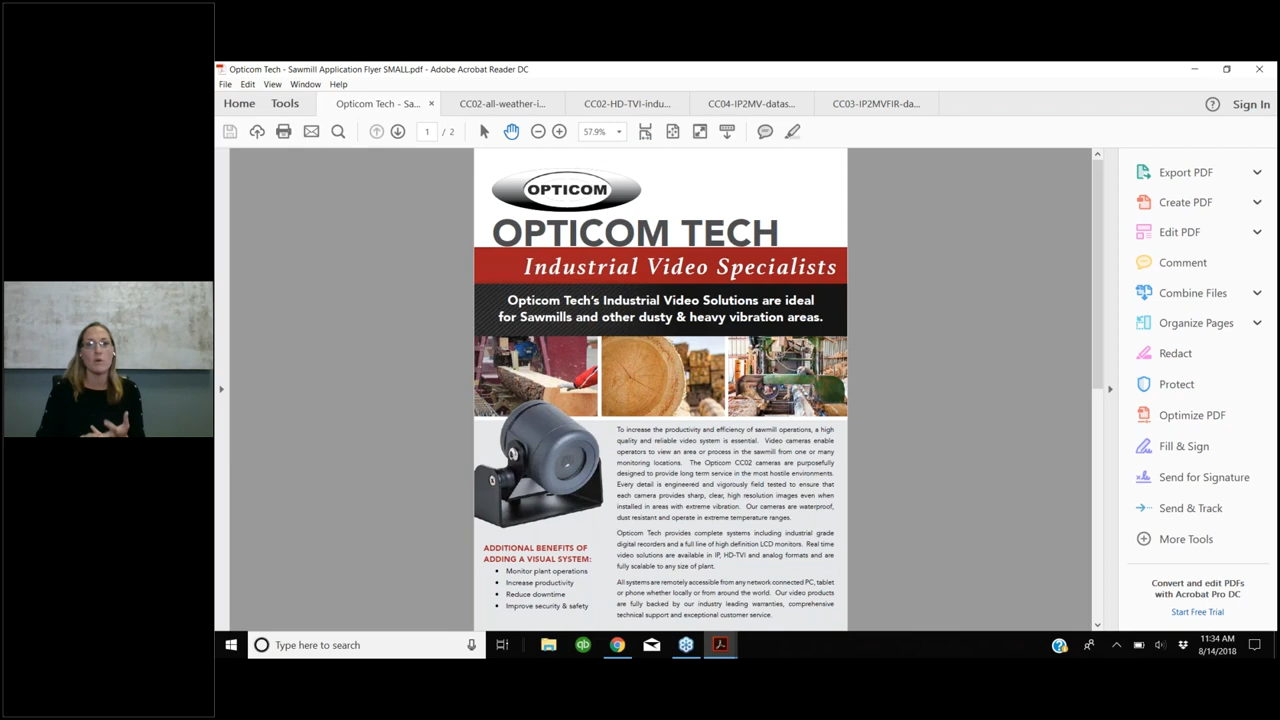 Opticom Tech - Sawmill Application Flyer SMALL.pdf - Adobe Acrobat Reader DC
File Edit View Window Help
Home Tools Opticom Tech - Sa... × CC02-all-weather-i... CC02-HD-TVI-indu... CC04-IP2MV-datas... CC03-IP2MVFIR-da... Sign In
1 / 2 57.9%
OPTICOM
OPTICOM TECH
Industrial Video Specialists
Opticom Tech's Industrial Video Solutions are ideal
for Sawmills and other dusty & heavy vibration areas.
To increase the productivity and efficiency of sawmill operations, a high
quality and reliable video system is essential. Video cameras enable
operators to view an area or process in the sawmill from one or many
monitoring locations. The Opticom CC02 cameras are purposefully
designed to provide long term service in the most hostile environments.
Every detail is engineered and vigorously field tested to ensure that
each camera provides sharp, clear, high resolution images even when
installed in areas with extreme vibration. Our cameras are waterproof,
dust resistant and operate in extreme temperature ranges.
Opticom Tech provides complete systems including industrial grade
digital recorders and a full line of high definition LCD monitors. Real time
video solutions are available in IP, HD-TVI and analog formats and are
fully scalable to any size of plant.
All systems are remotely accessible from any network connected PC, tablet
or phone whether locally or from around the world. Our video products
are fully backed by our industry leading warranties, comprehensive
technical support and exceptional customer service.
ADDITIONAL BENEFITS OF
ADDING A VISUAL SYSTEM:
• Monitor plant operations
• Increase productivity
• Reduce downtime
• Improve security & safety
Export PDF
Create PDF
Edit PDF
Comment
Combine Files
Organize Pages
Redact
Protect
Optimize PDF
Fill & Sign
Send for Signature
Send & Track
More Tools
Convert and edit PDFs
with Acrobat Pro DC
Start Free Trial
Type here to search
qb
11:34 AM
8/14/2018